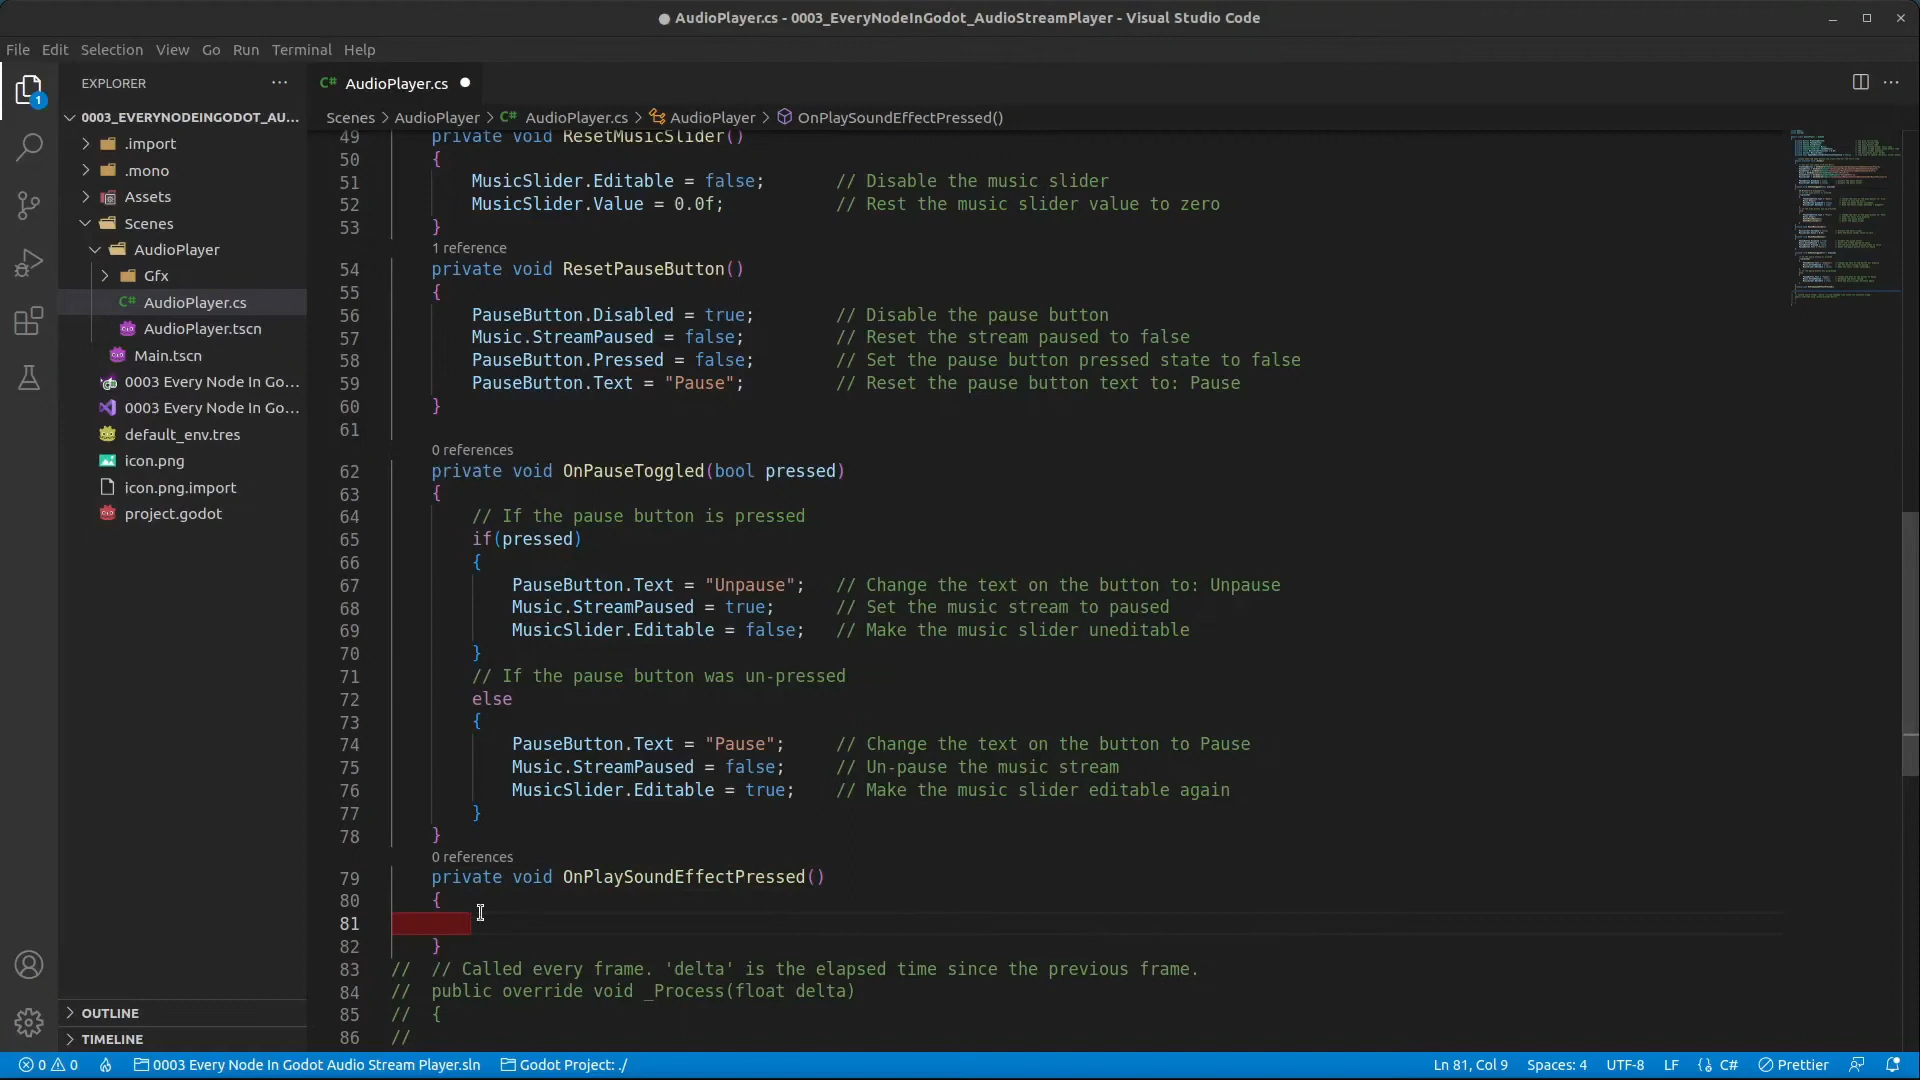 AudioPlayer.cs - 0003_EveryNodeInGodot_AudioStreamPlayer - Visual Studio Code
File Edit Selection View Go Run Terminal Help
EXPLORER
1
0003_EVERYNODEINGODOT_AU...
.import
.mono
Assets
Scenes
AudioPlayer
Gfx
C# AudioPlayer.cs
AudioPlayer.tscn
Main.tscn
0003 Every Node In Go...
0003 Every Node In Go...
default_env.tres
icon.png
icon.png.import
project.godot
OUTLINE
TIMELINE
C# AudioPlayer.cs
Scenes > AudioPlayer > C# AudioPlayer.cs > AudioPlayer > OnPlaySoundEffectPressed()
49 private void ResetMusicSlider()
50 {
51 MusicSlider.Editable = false; // Disable the music slider
52 MusicSlider.Value = 0.0f; // Rest the music slider value to zero
53 }
1 reference
54 private void ResetPauseButton()
55 {
56 PauseButton.Disabled = true; // Disable the pause button
57 Music.StreamPaused = false; // Reset the stream paused to false
58 PauseButton.Pressed = false; // Set the pause button pressed state to false
59 PauseButton.Text = "Pause"; // Reset the pause button text to: Pause
60 }
61
0 references
62 private void OnPauseToggled(bool pressed)
63 {
64 // If the pause button is pressed
65 if(pressed)
66 {
67 PauseButton.Text = "Unpause"; // Change the text on the button to: Unpause
68 Music.StreamPaused = true; // Set the music stream to paused
69 MusicSlider.Editable = false; // Make the music slider uneditable
70 }
71 // If the pause button was un-pressed
72 else
73 {
74 PauseButton.Text = "Pause"; // Change the text on the button to Pause
75 Music.StreamPaused = false; // Un-pause the music stream
76 MusicSlider.Editable = true; // Make the music slider editable again
77 }
78 }
0 references
79 private void OnPlaySoundEffectPressed()
80 {
81
82 }
83 // // Called every frame. 'delta' is the elapsed time since the previous frame.
84 // public override void _Process(float delta)
85 // {
86 //
0 0 0003 Every Node In Godot Audio Stream Player.sln Godot Project: ./ Ln 81, Col 9 Spaces: 4 UTF-8 LF {} C# Prettier